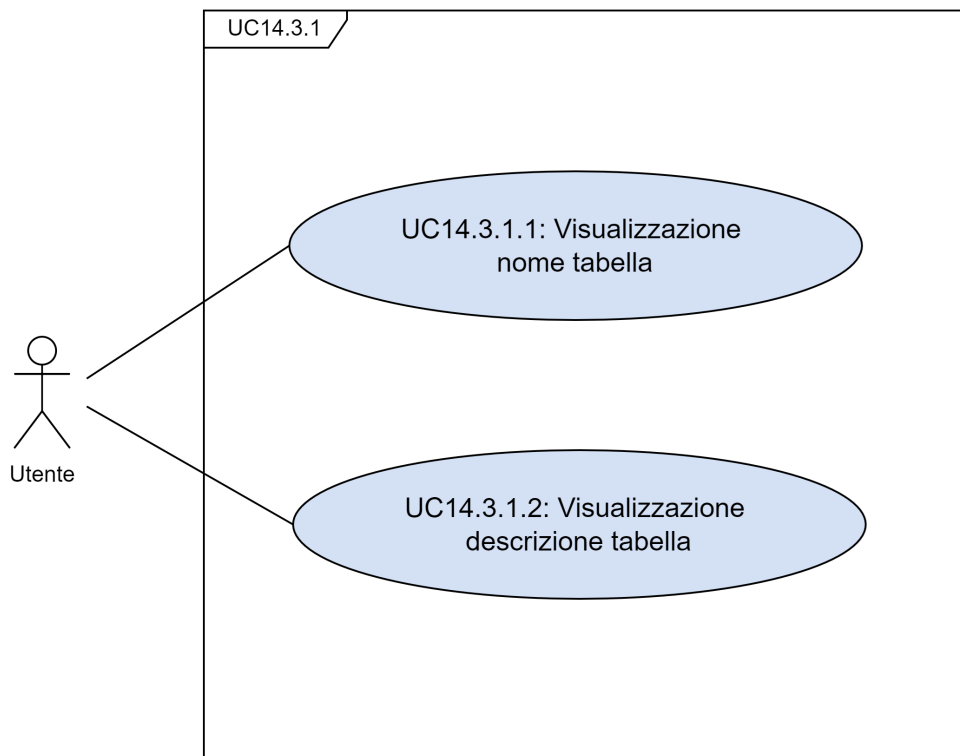 UC14.3.1
UC14.3.1.1: Visualizzazione
nome tabella
Utente
UC14.3.1.2: Visualizzazione
descrizione tabella